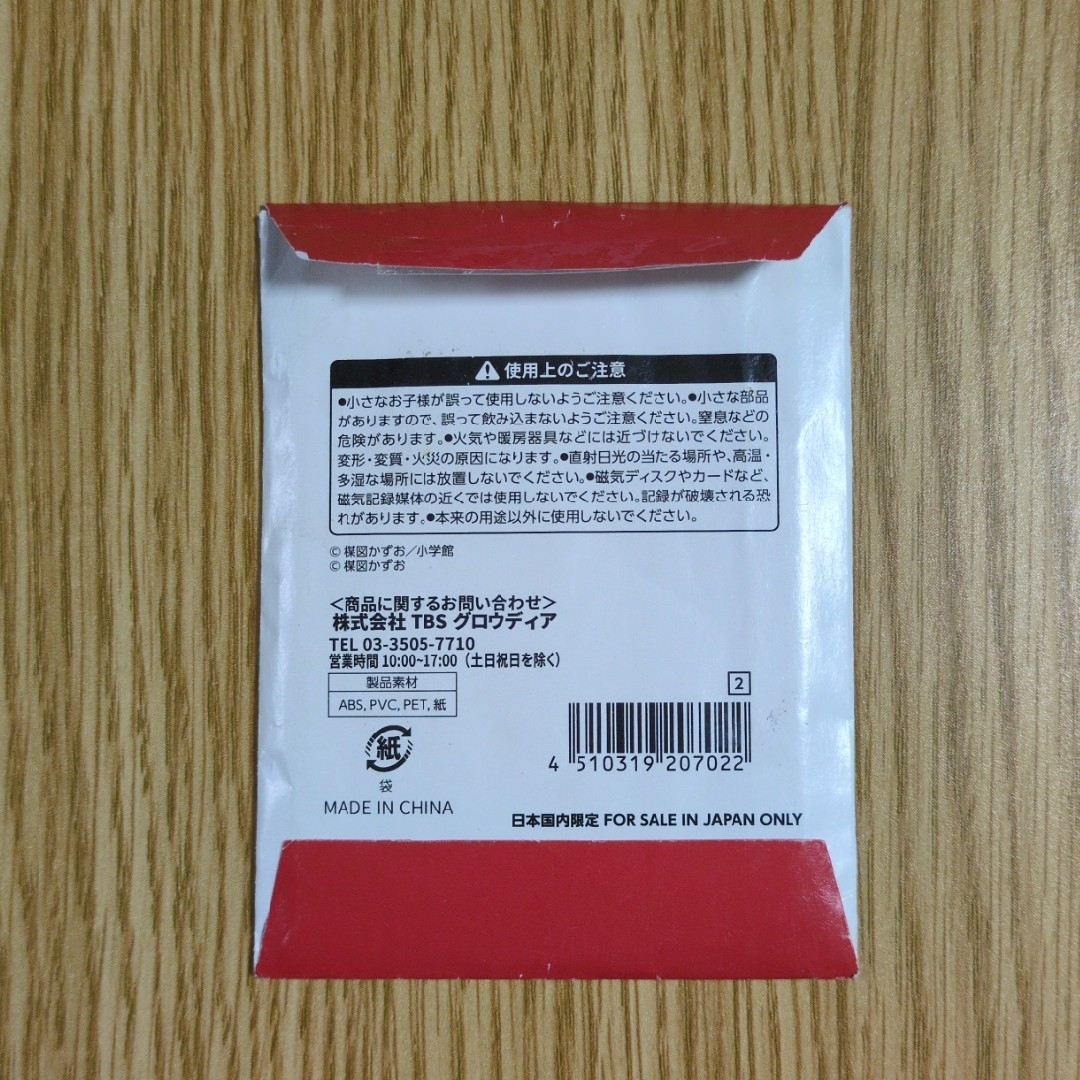 ⚠使用上のご注意
●小さなお子様が誤って使用しないようご注意ください。●小さな部品
がありますので、誤って飲み込まないようご注意ください。窒息などの
危険があります。●火気や暖房器具などには近づけないでください。
変形・変質・火災の原因になります。●直射日光の当たる場所や、高温・
多湿な場所には放置しないでください。●磁気ディスクやカードなど、
磁気記録媒体の近くでは使用しないでください。記録が破壊される恐
れがあります。●本来の用途以外に使用しないでください。
© 楳図かずお／小学館
© 楳図かずお
＜商品に関するお問い合わせ＞
株式会社 TBS グロウディア
TEL 03-3505-7710
営業時間 10:00~17:00（土日祝日を除く）
製品素材
ABS, PVC, PET, 紙
2
紙
袋
4 510319 207022
MADE IN CHINA
日本国内限定 FOR SALE IN JAPAN ONLY